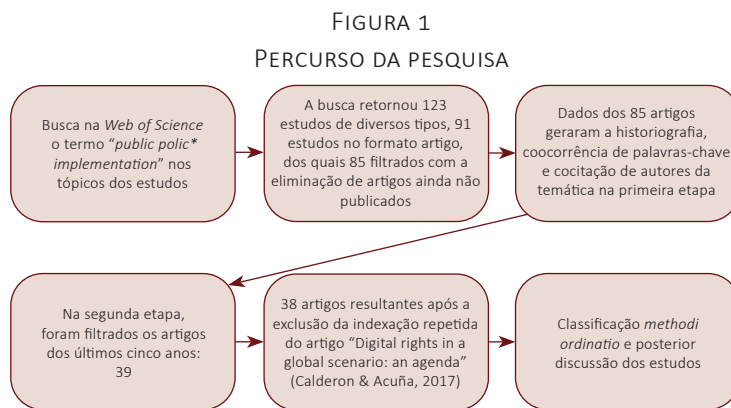 FIGURA 1
PERCURSO DA PESQUISA
Busca na Web of Science
o termo “public polic*
implementation” nos
tópicos dos estudos
A busca retornou 123
estudos de diversos tipos, 91
estudos no formato artigo,
dos quais 85 filtrados com a
eliminação de artigos ainda não
publicados
Dados dos 85 artigos
geraram a historiografia,
coocorrência de palavras-chave
e cocitação de autores da
temática na primeira etapa
Na segunda etapa,
foram filtrados os artigos
dos últimos cinco anos:
39
38 artigos resultantes após a
exclusão da indexação repetida
do artigo “Digital rights in a
global scenario: an agenda”
(Calderon & Acuña, 2017)
Classificação methodi
ordinatio e posterior
discussão dos estudos